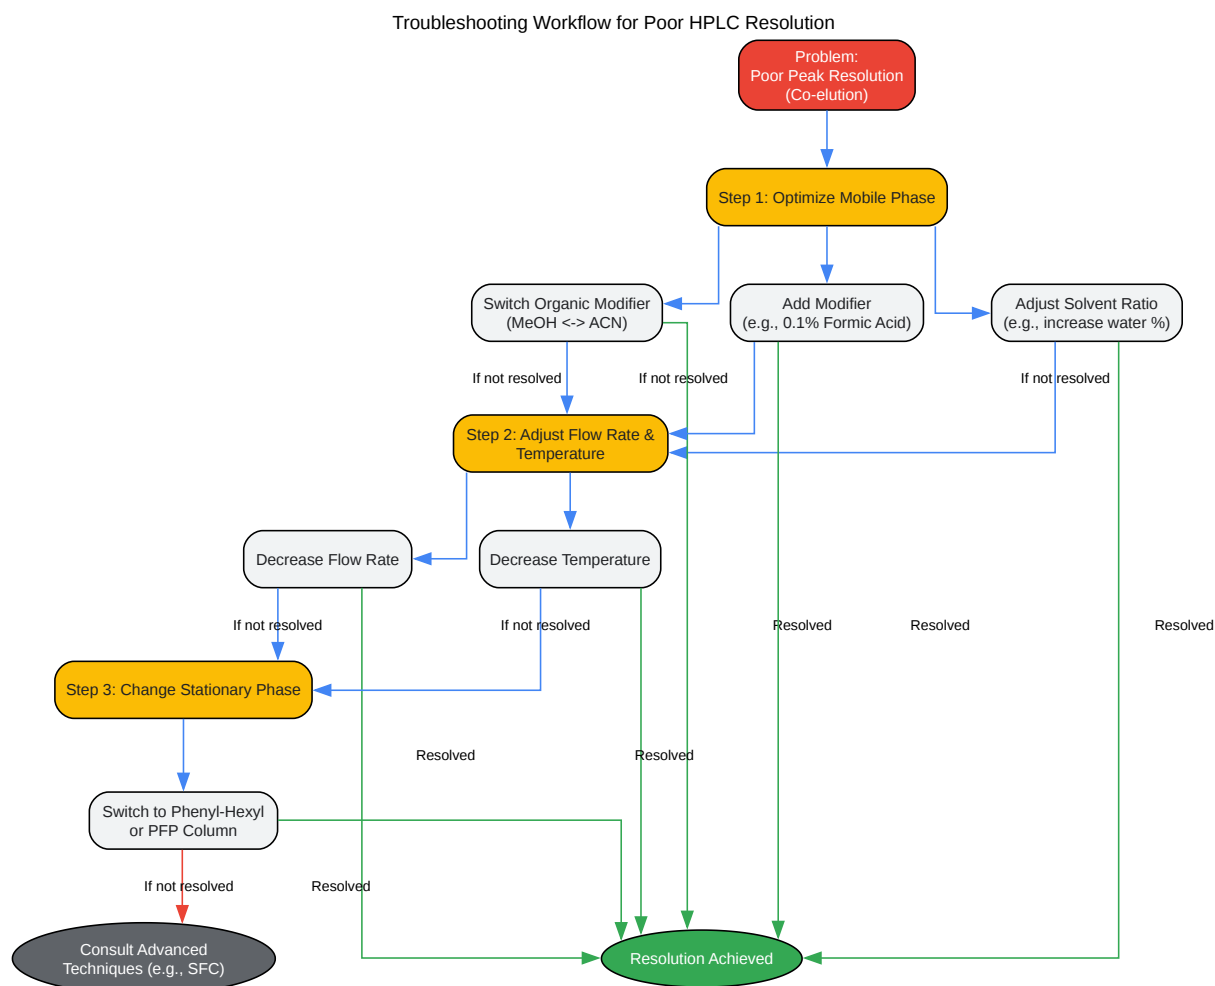 Troubleshooting Workflow for Poor HPLC Resolution
Problem:
Poor Peak Resolution
(Co-elution)
Step 1: Optimize Mobile Phase
Switch Organic Modifier
(MeOH <-> ACN)
Add Modifier
(e.g., 0.1% Formic Acid)
Adjust Solvent Ratio
(e.g., increase water %)
If not resolved
If not resolved
If not resolved
Step 2: Adjust Flow Rate &
Temperature
Decrease Flow Rate
Decrease Temperature
If not resolved
If not resolved
Resolved
Resolved
Resolved
Step 3: Change Stationary Phase
Resolved
Resolved
Switch to Phenyl-Hexyl
or PFP Column
If not resolved
Resolved
Consult Advanced
Techniques (e.g., SFC)
Resolution Achieved